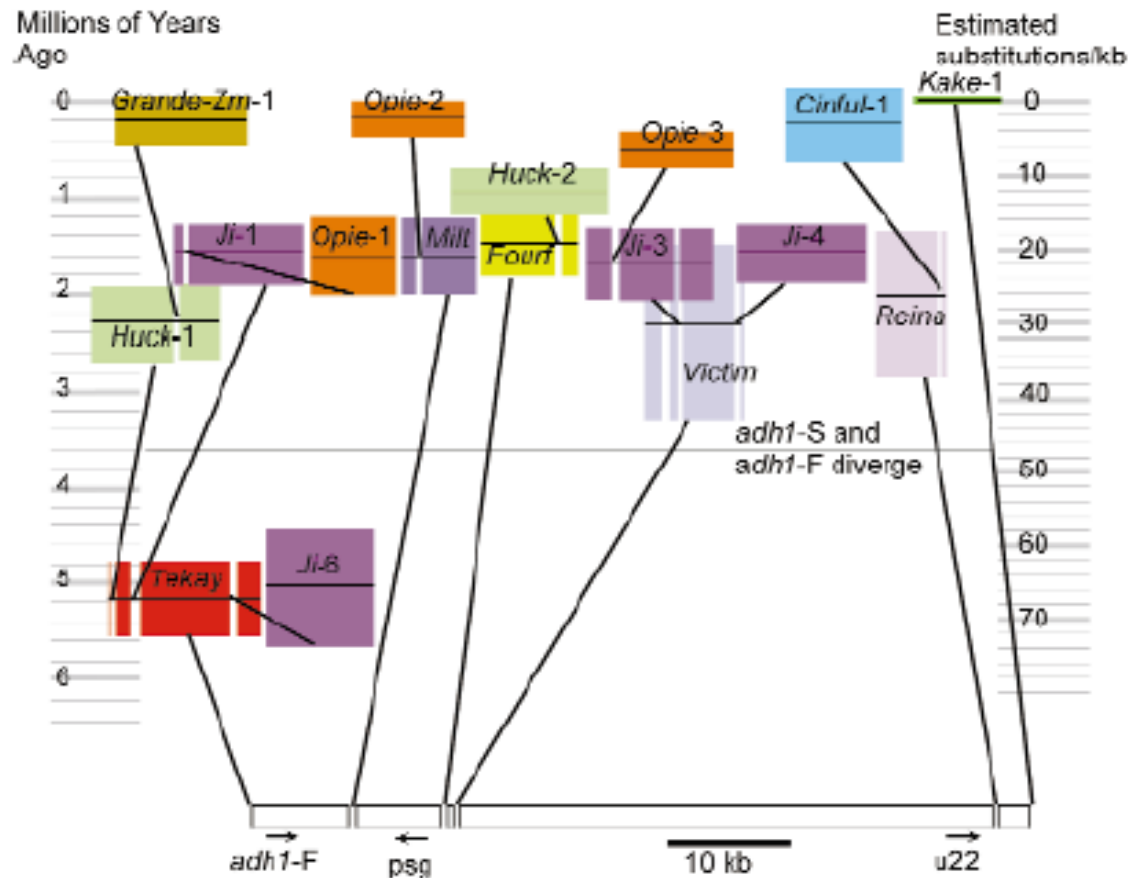 Millions of Years
Ago
Estimated
substitutions/kb
0
Grande-Zm-1
Opie-2
Opie-3
Cinful-1
Kake-1
0
1
Huck-2
10
Ji-1
Opie-1
Milt
Fourf
Ji-3
Ji-4
20
2
Huck-1
Reina
30
3
Victim
40
adh1-S and
adh1-F diverge
50
4
60
5
Tekay
Ji-6
70
6
adh1-F
psg
10 kb
u22